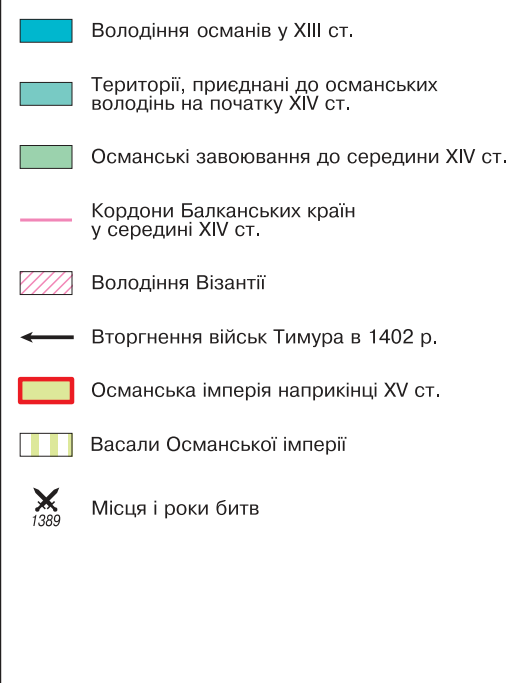 Володіння османів у XIII ст.
Території, приєднані до османських
володінь на початку XIV ст.
Османські завоювання до середини XIV ст.
Кордони Балканських країн
у середині XIV ст.
Володіння Візантії
Вторгнення військ Тимура в 1402 р.
Османська імперія наприкінці XV ст.
Васали Османської імперії
1389
Місця і роки битв